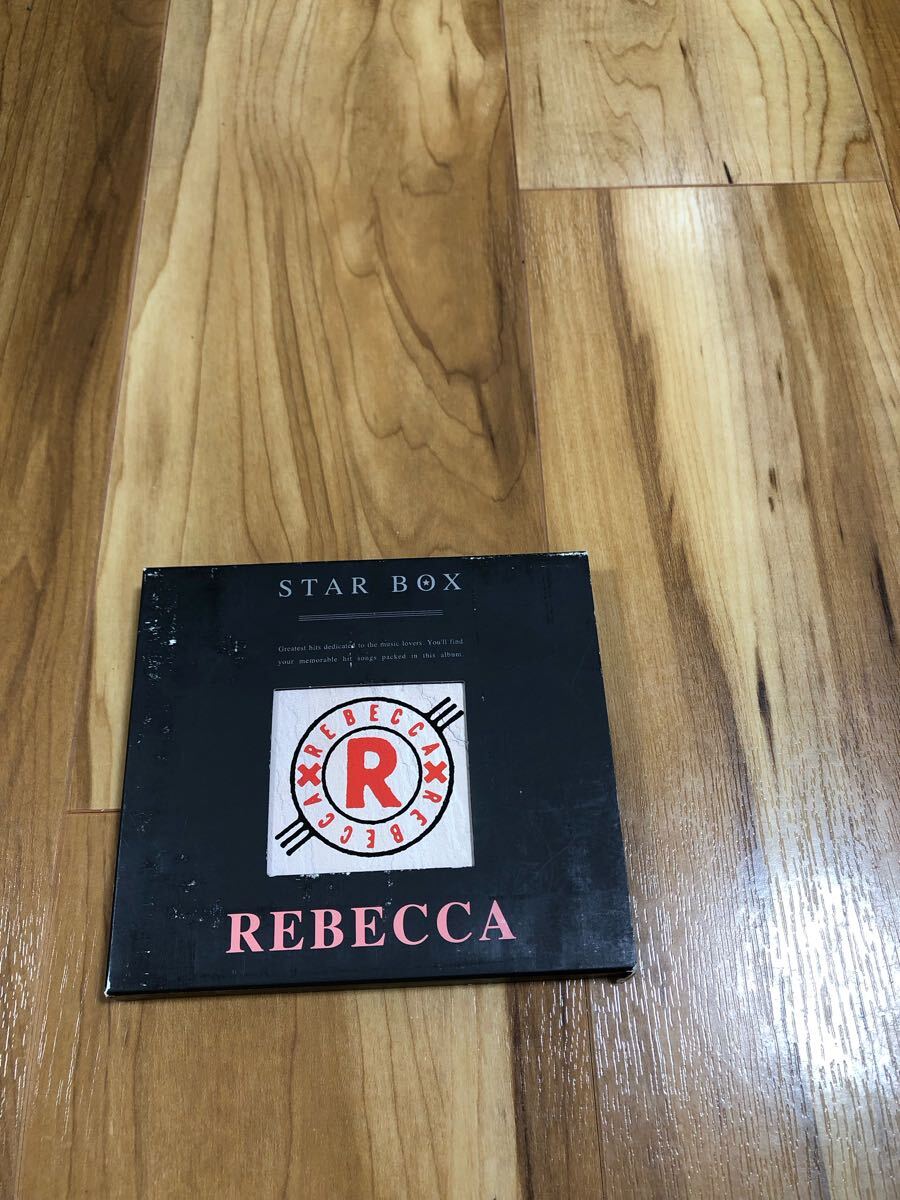 STAR BOX
Greatest hits dedicated to the music lovers. You'll find
your memorable hit songs packed in this album.
REBECCA
REBECCA
R
REBECCA